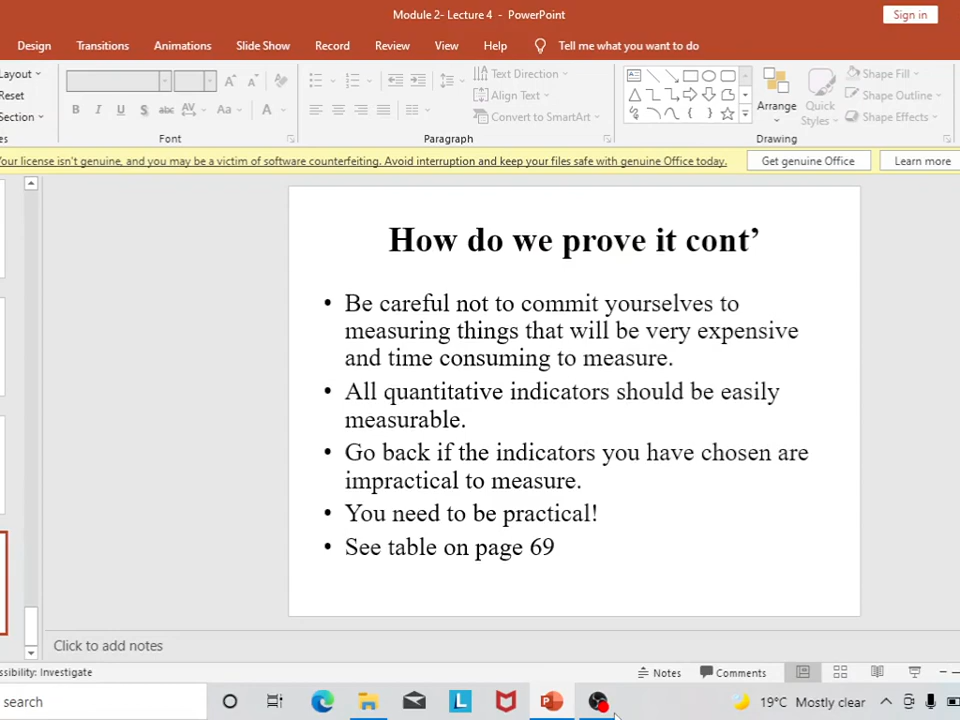 Module 2- Lecture 4 - PowerPoint
Sign in
Design Transitions Animations Slide Show Record Review View Help Tell me what you want to do
Layout
Reset
Section
Text Direction
Align Text
Convert to SmartArt
Arrange
Quick Styles
Shape Fill
Shape Outline
Shape Effects
Font Paragraph Drawing
our license isn't genuine, and you may be a victim of software counterfeiting. Avoid interruption and keep your files safe with genuine Office today. Get genuine Office Learn more
How do we prove it cont’
• Be careful not to commit yourselves to
measuring things that will be very expensive
and time consuming to measure.
• All quantitative indicators should be easily
measurable.
• Go back if the indicators you have chosen are
impractical to measure.
• You need to be practical!
• See table on page 69
Click to add notes
ssibility: Investigate Notes Comments
search 19°C Mostly clear